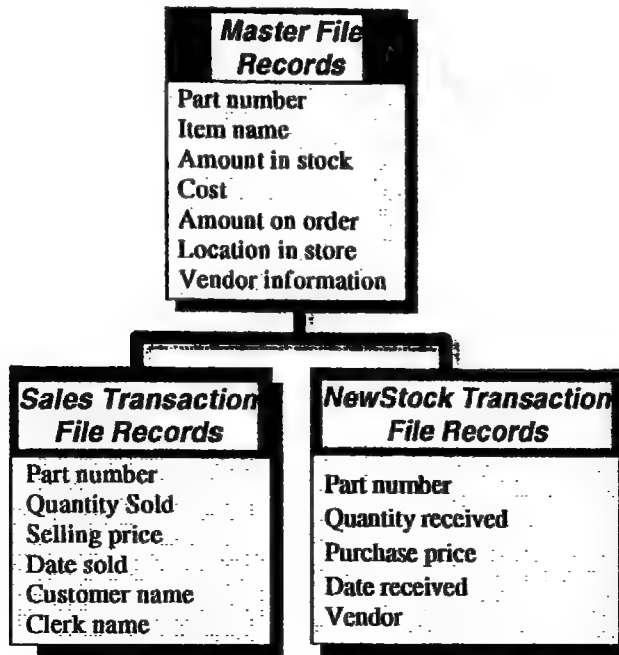 Master File
Records
Part number
Item name
Amount in stock
Cost
Amount on order
Location in store
Vendor information
Sales Transaction
File Records
Part number
Quantity Sold
Selling price
Date sold
Customer name
Clerk name
NewStock Transaction
File Records
Part number
Quantity received
Purchase price
Date received
Vendor